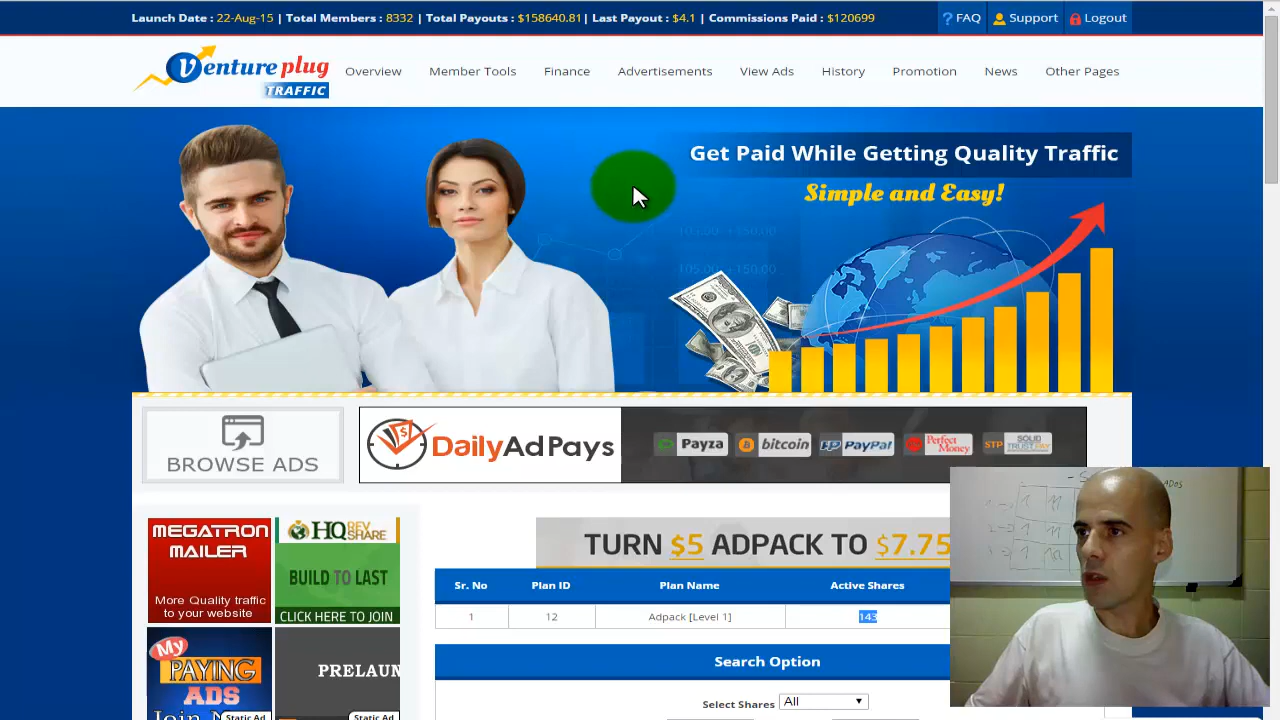 Launch Date : 22-Aug-15 | Total Members : 8332 | Total Payouts : $158640.81| Last Payout : $4.1 | Commissions Paid : $120699
FAQ
Support
Logout
Venture plug
TRAFFIC
Overview
Member Tools
Finance
Advertisements
View Ads
History
Promotion
News
Other Pages
Get Paid While Getting Quality Traffic
Simple and Easy!
BROWSE ADS
DailyAdPays
Payza
bitcoin
PayPal
Perfect Money
STP SOLID TRUST PAY
MEGATRON
MAILER
More Quality traffic
to your website
HQ REV SHARE
BUILD TO LAST
CLICK HERE TO JOIN
My
PAYING
ADS
Static Ad
PRELAUN
Static Ad
TURN $5 ADPACK TO $7.75
Sr. No
Plan ID
Plan Name
Active Shares
1
12
Adpack [Level 1]
143
Search Option
Select Shares
All